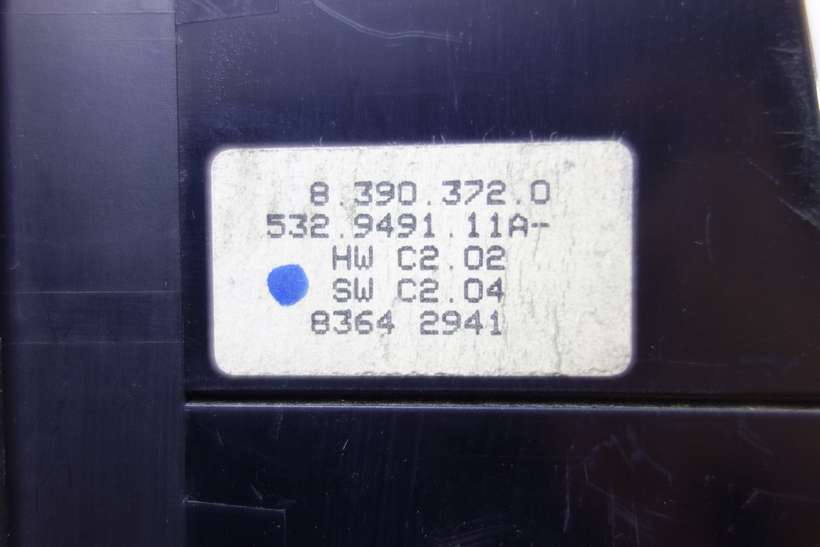 8.390.372.0
532.9491.11A-
HW C2.02
SW C2.04
8364 2941